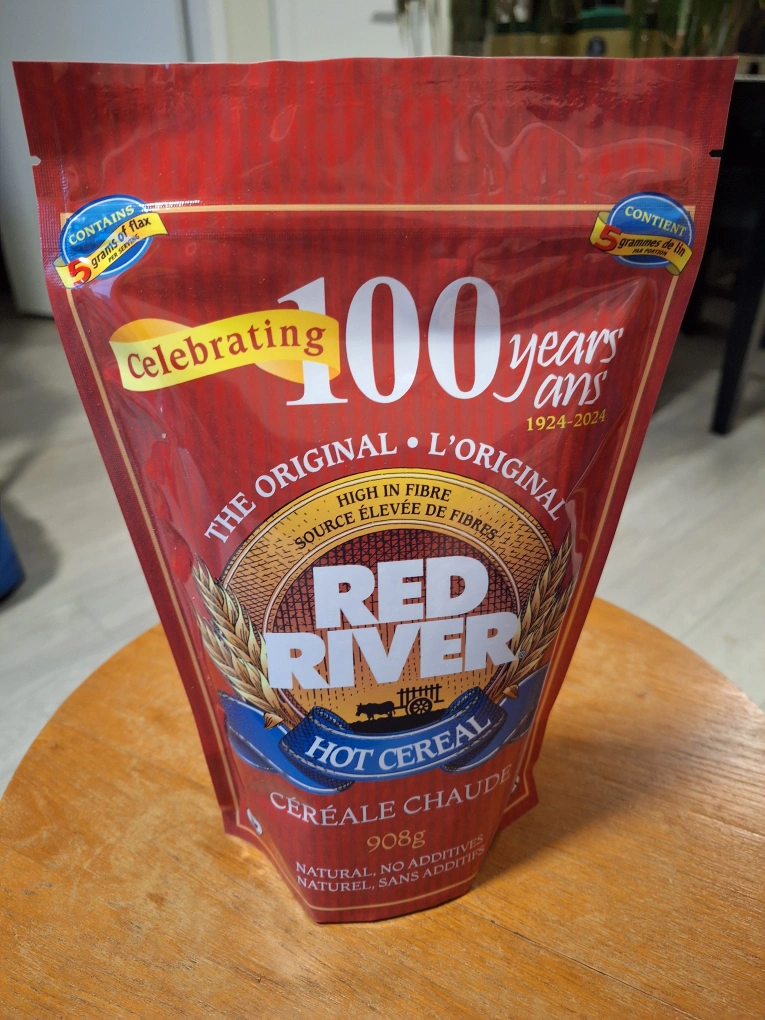 CONTAINS
5 grams of flax
PER SERVING
CONTIENT
5 grammes de lin
PAR PORTION
Celebrating 100 years
ans
1924-2024
THE ORIGINAL • L'ORIGINAL
HIGH IN FIBRE
SOURCE ÉLEVÉE DE FIBRES
RED
RIVER
HOT CEREAL
CÉRÉALE CHAUDE
908g
NATURAL, NO ADDITIVES
NATUREL, SANS ADDITIFS